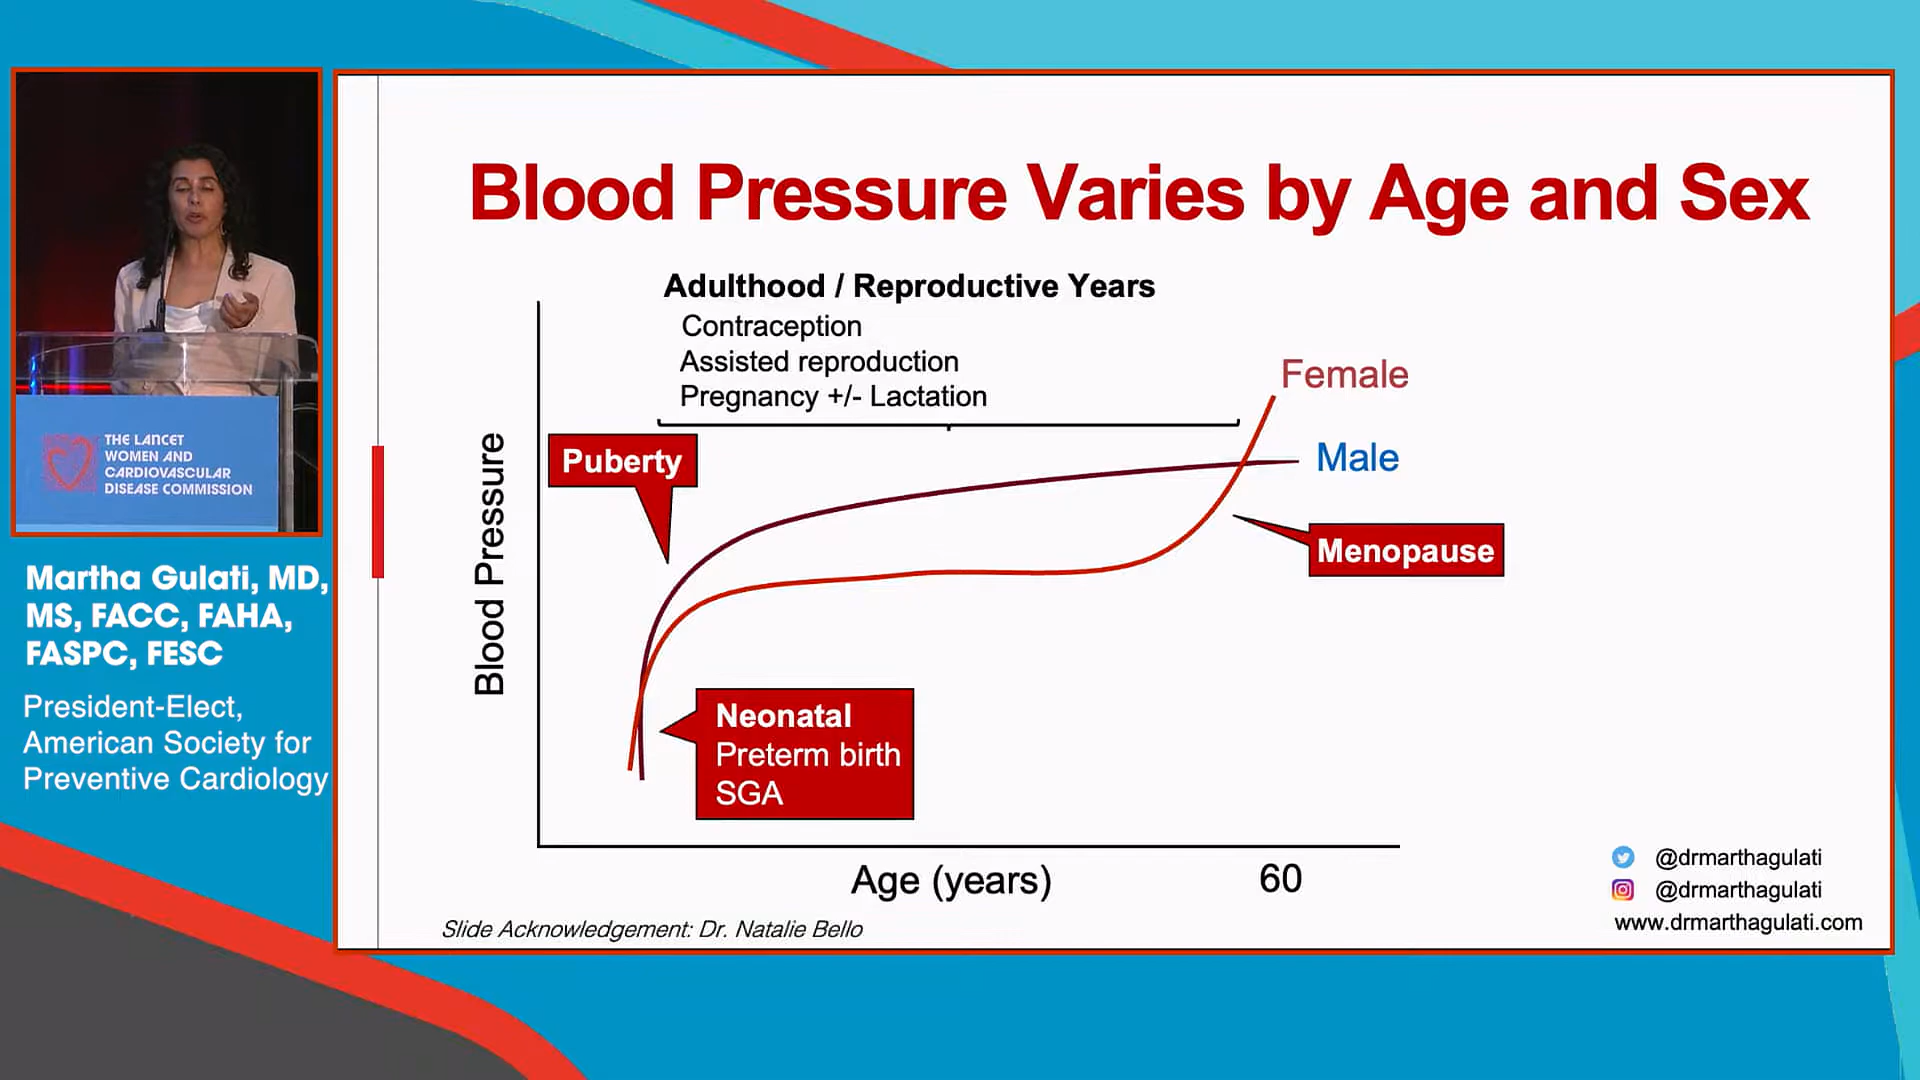 Blood Pressure Varies by Age and Sex
Adulthood / Reproductive Years
Contraception
Assisted reproduction
Pregnancy +/- Lactation
Female
Male
Puberty
Menopause
Blood Pressure
Neonatal
Preterm birth
SGA
Age (years)
60
Slide Acknowledgement: Dr. Natalie Bello
@drmarthagulati
@drmarthagulati
www.drmarthagulati.com
THE LANCET
WOMEN AND
CARDIOVASCULAR
DISEASE COMMISSION
Martha Gulati, MD,
MS, FACC, FAHA,
FASPC, FESC
President-Elect,
American Society for
Preventive Cardiology